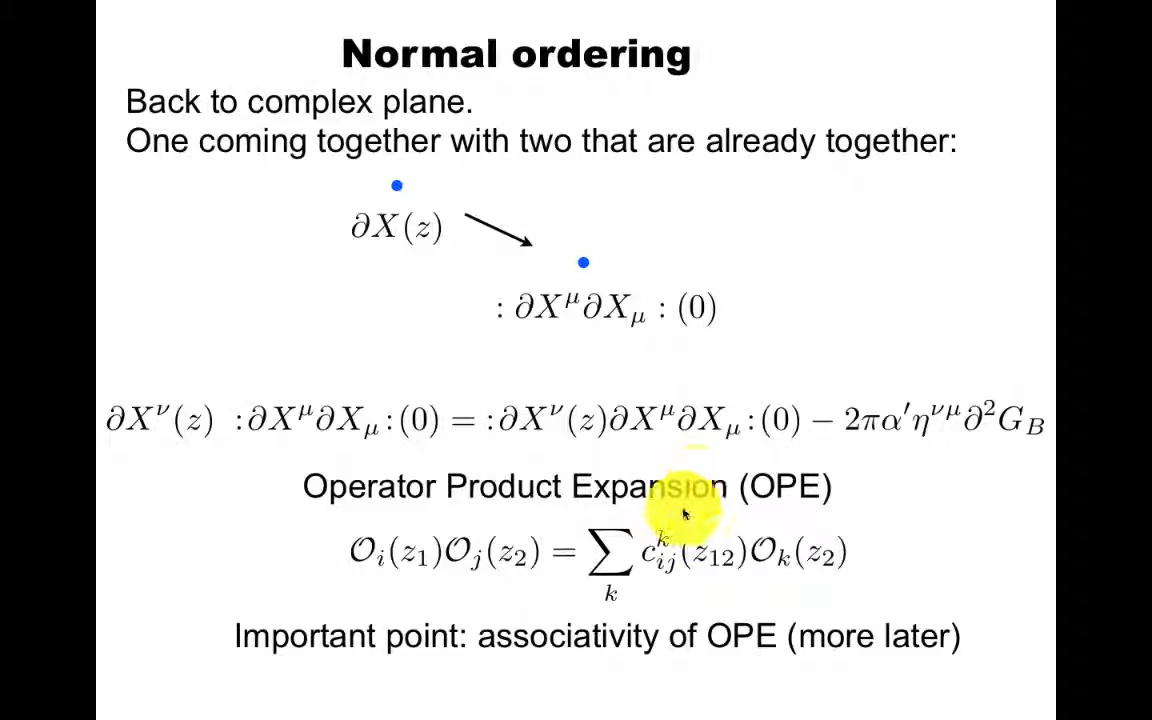 Normal ordering
Back to complex plane.
One coming together with two that are already together:
∂X(z)
: ∂X^μ ∂X_μ : (0)
∂X^ν(z) :∂X^μ ∂X_μ:(0) = :∂X^ν(z)∂X^μ ∂X_μ:(0) − 2πα′η^{νμ}∂²G_B
Operator Product Expansion (OPE)
𝒪_i(z_1)𝒪_j(z_2) = ∑_k c^k_{ij}(z_{12})𝒪_k(z_2)
Important point: associativity of OPE (more later)